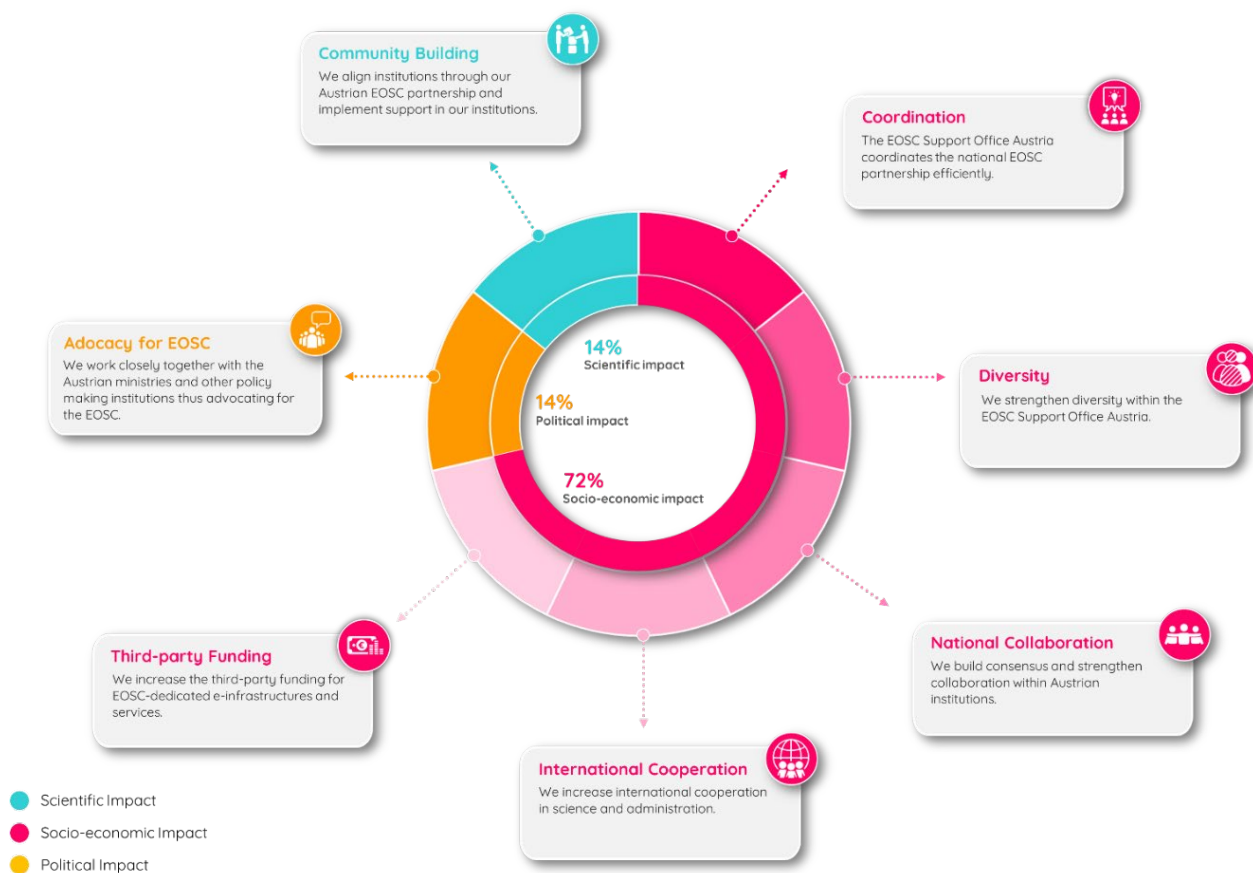 Community Building
We align institutions through our
Austrian EOSC partnership and
implement support in our institutions.
Coordination
The EOSC Support Office Austria
coordinates the national EOSC
partnership efficiently.
Adocacy for EOSC
We work closely together with the
Austrian ministries and other policy
making institutions thus advocating for
the EOSC.
14%
Scientific impact
14%
Political impact
72%
Socio-economic impact
Diversity
We strengthen diversity within the
EOSC Support Office Austria.
Third-party Funding
We increase the third-party funding for
EOSC-dedicated e-infrastructures and
services.
National Collaboration
We build consensus and strengthen
collaboration within Austrian
institutions.
International Cooperation
We increase international cooperation
in science and administration.
Scientific Impact
Socio-economic Impact
Political Impact